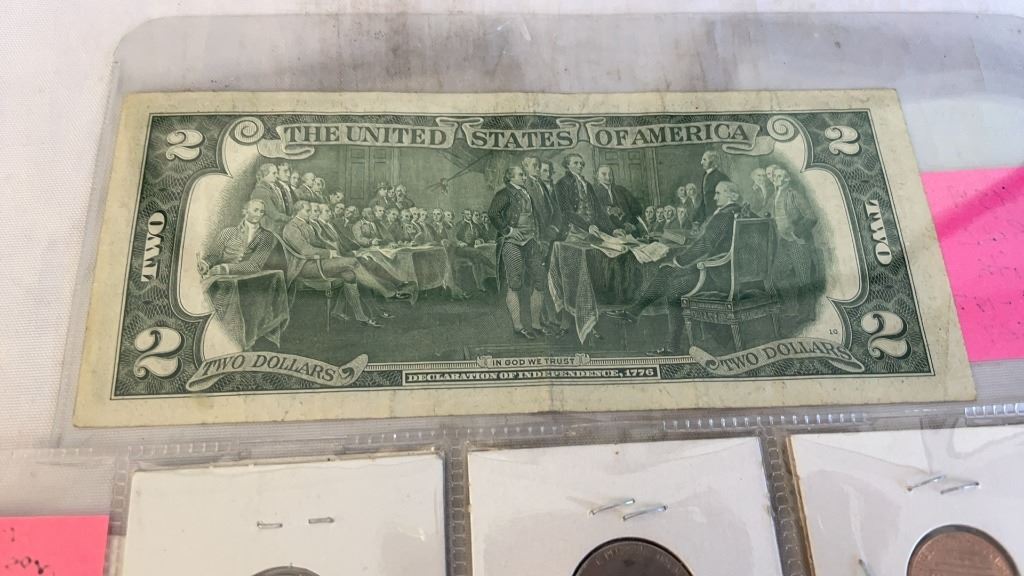 THE UNITED STATES OF AMERICA
2
2
TWO
TWO
10
2
2
TWO DOLLARS
IN GOD WE TRUST
TWO DOLLARS
DECLARATION OF INDEPENDENCE, 1776